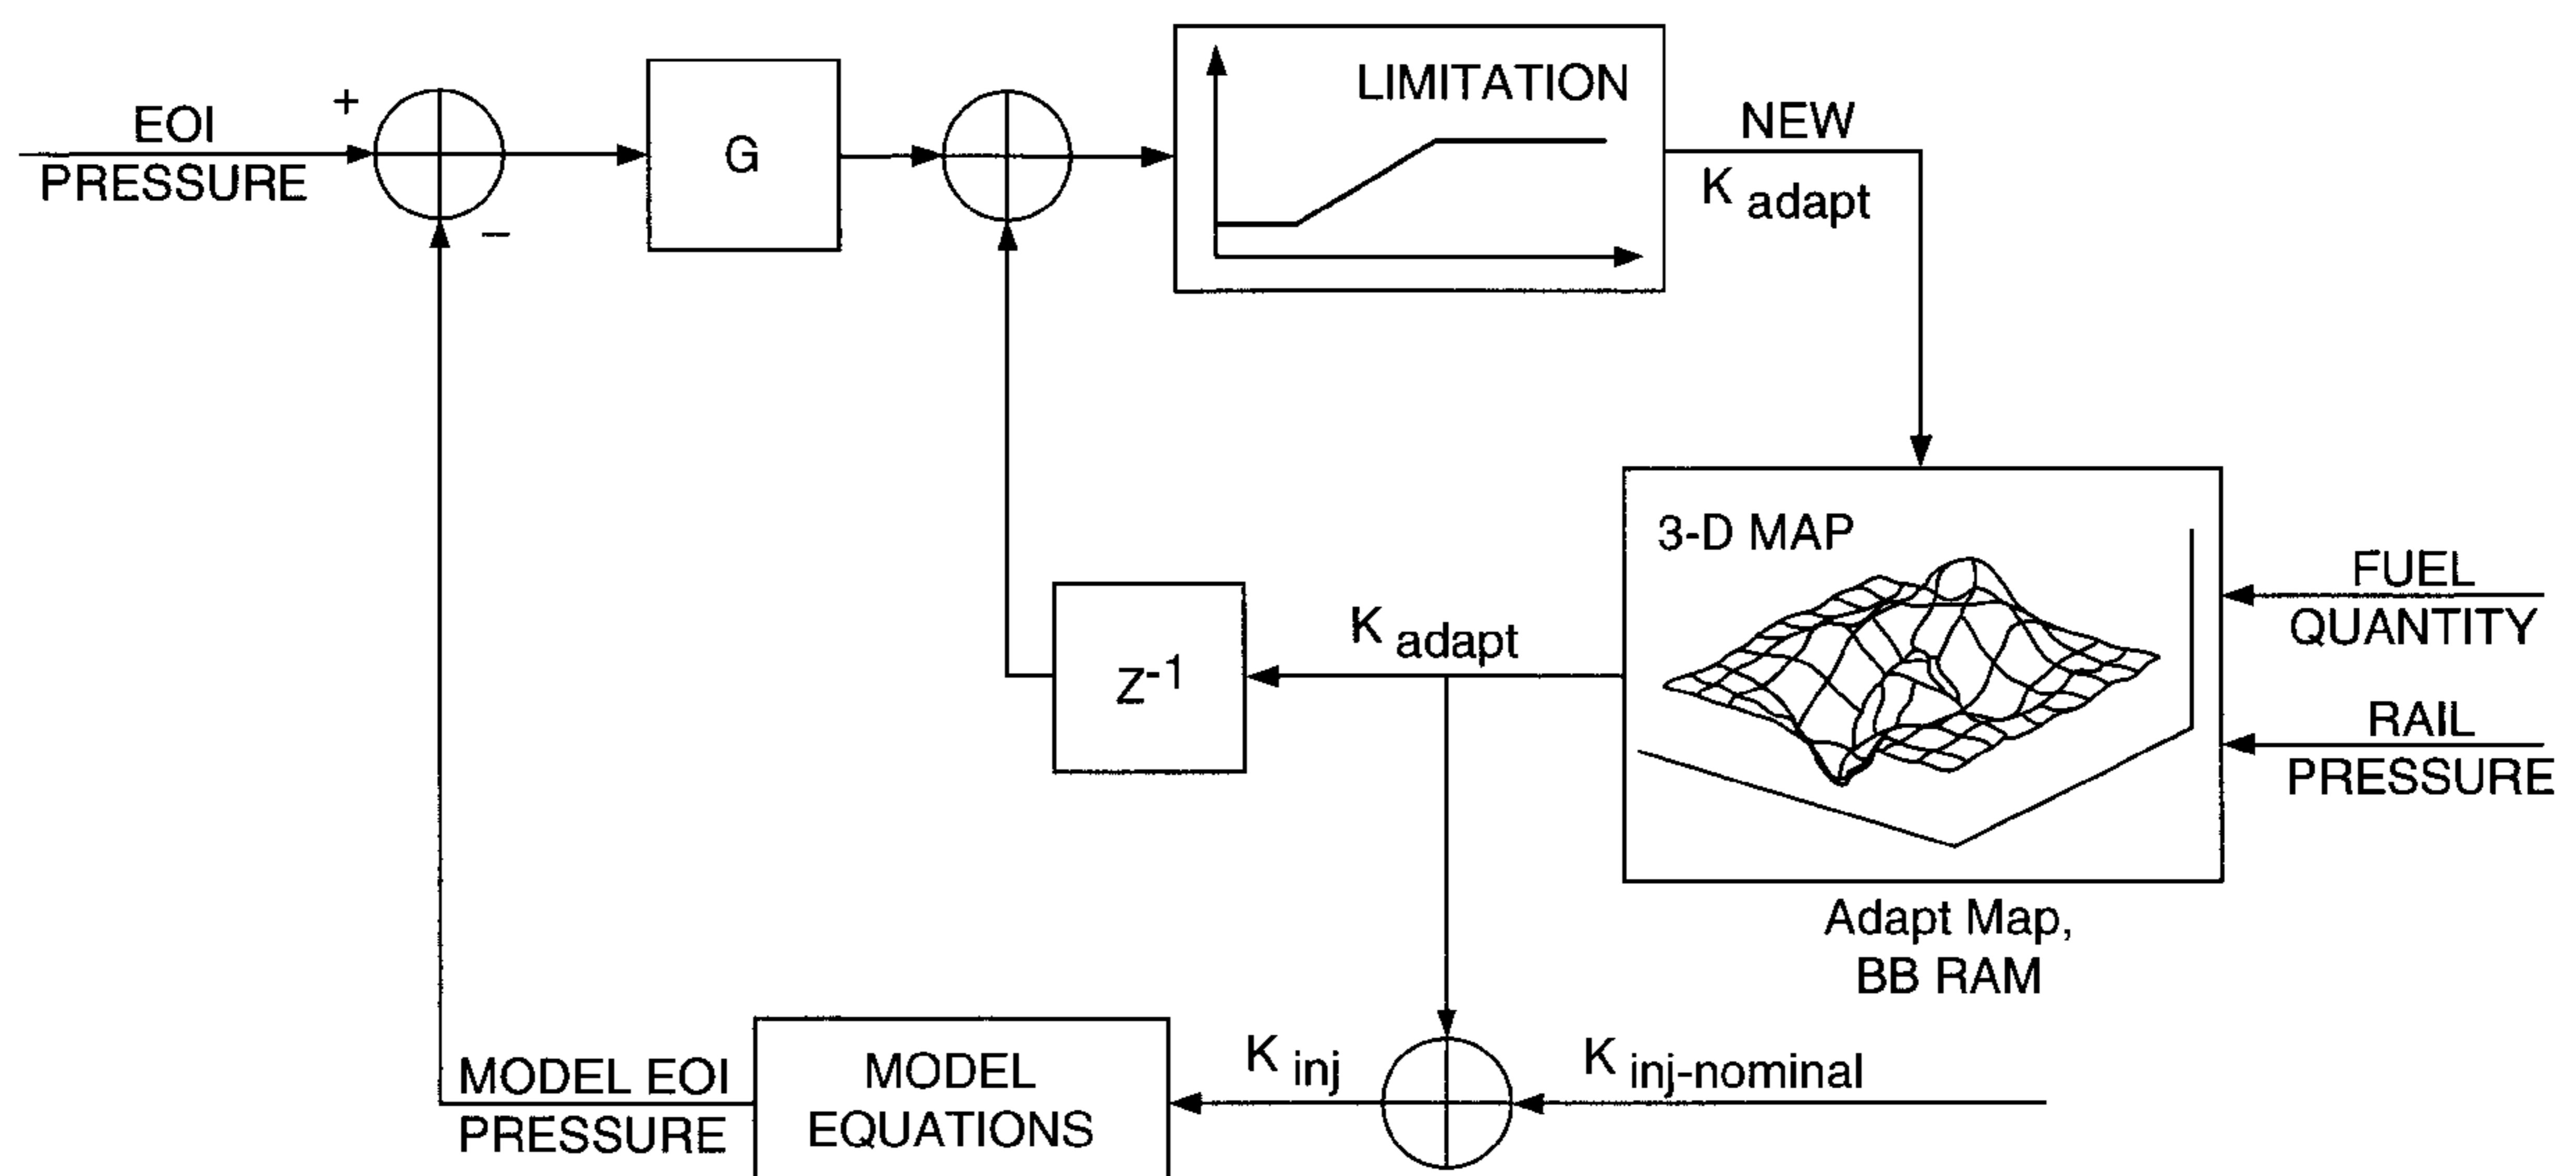 LIMITATION
+
EOI
PRESSURE
−
G
NEW
K adapt
3-D MAP
FUEL
QUANTITY
RAIL
PRESSURE
K adapt
Z-1
Adapt Map,
BB RAM
MODEL EOI
PRESSURE
MODEL
EQUATIONS
K inj
K inj-nominal